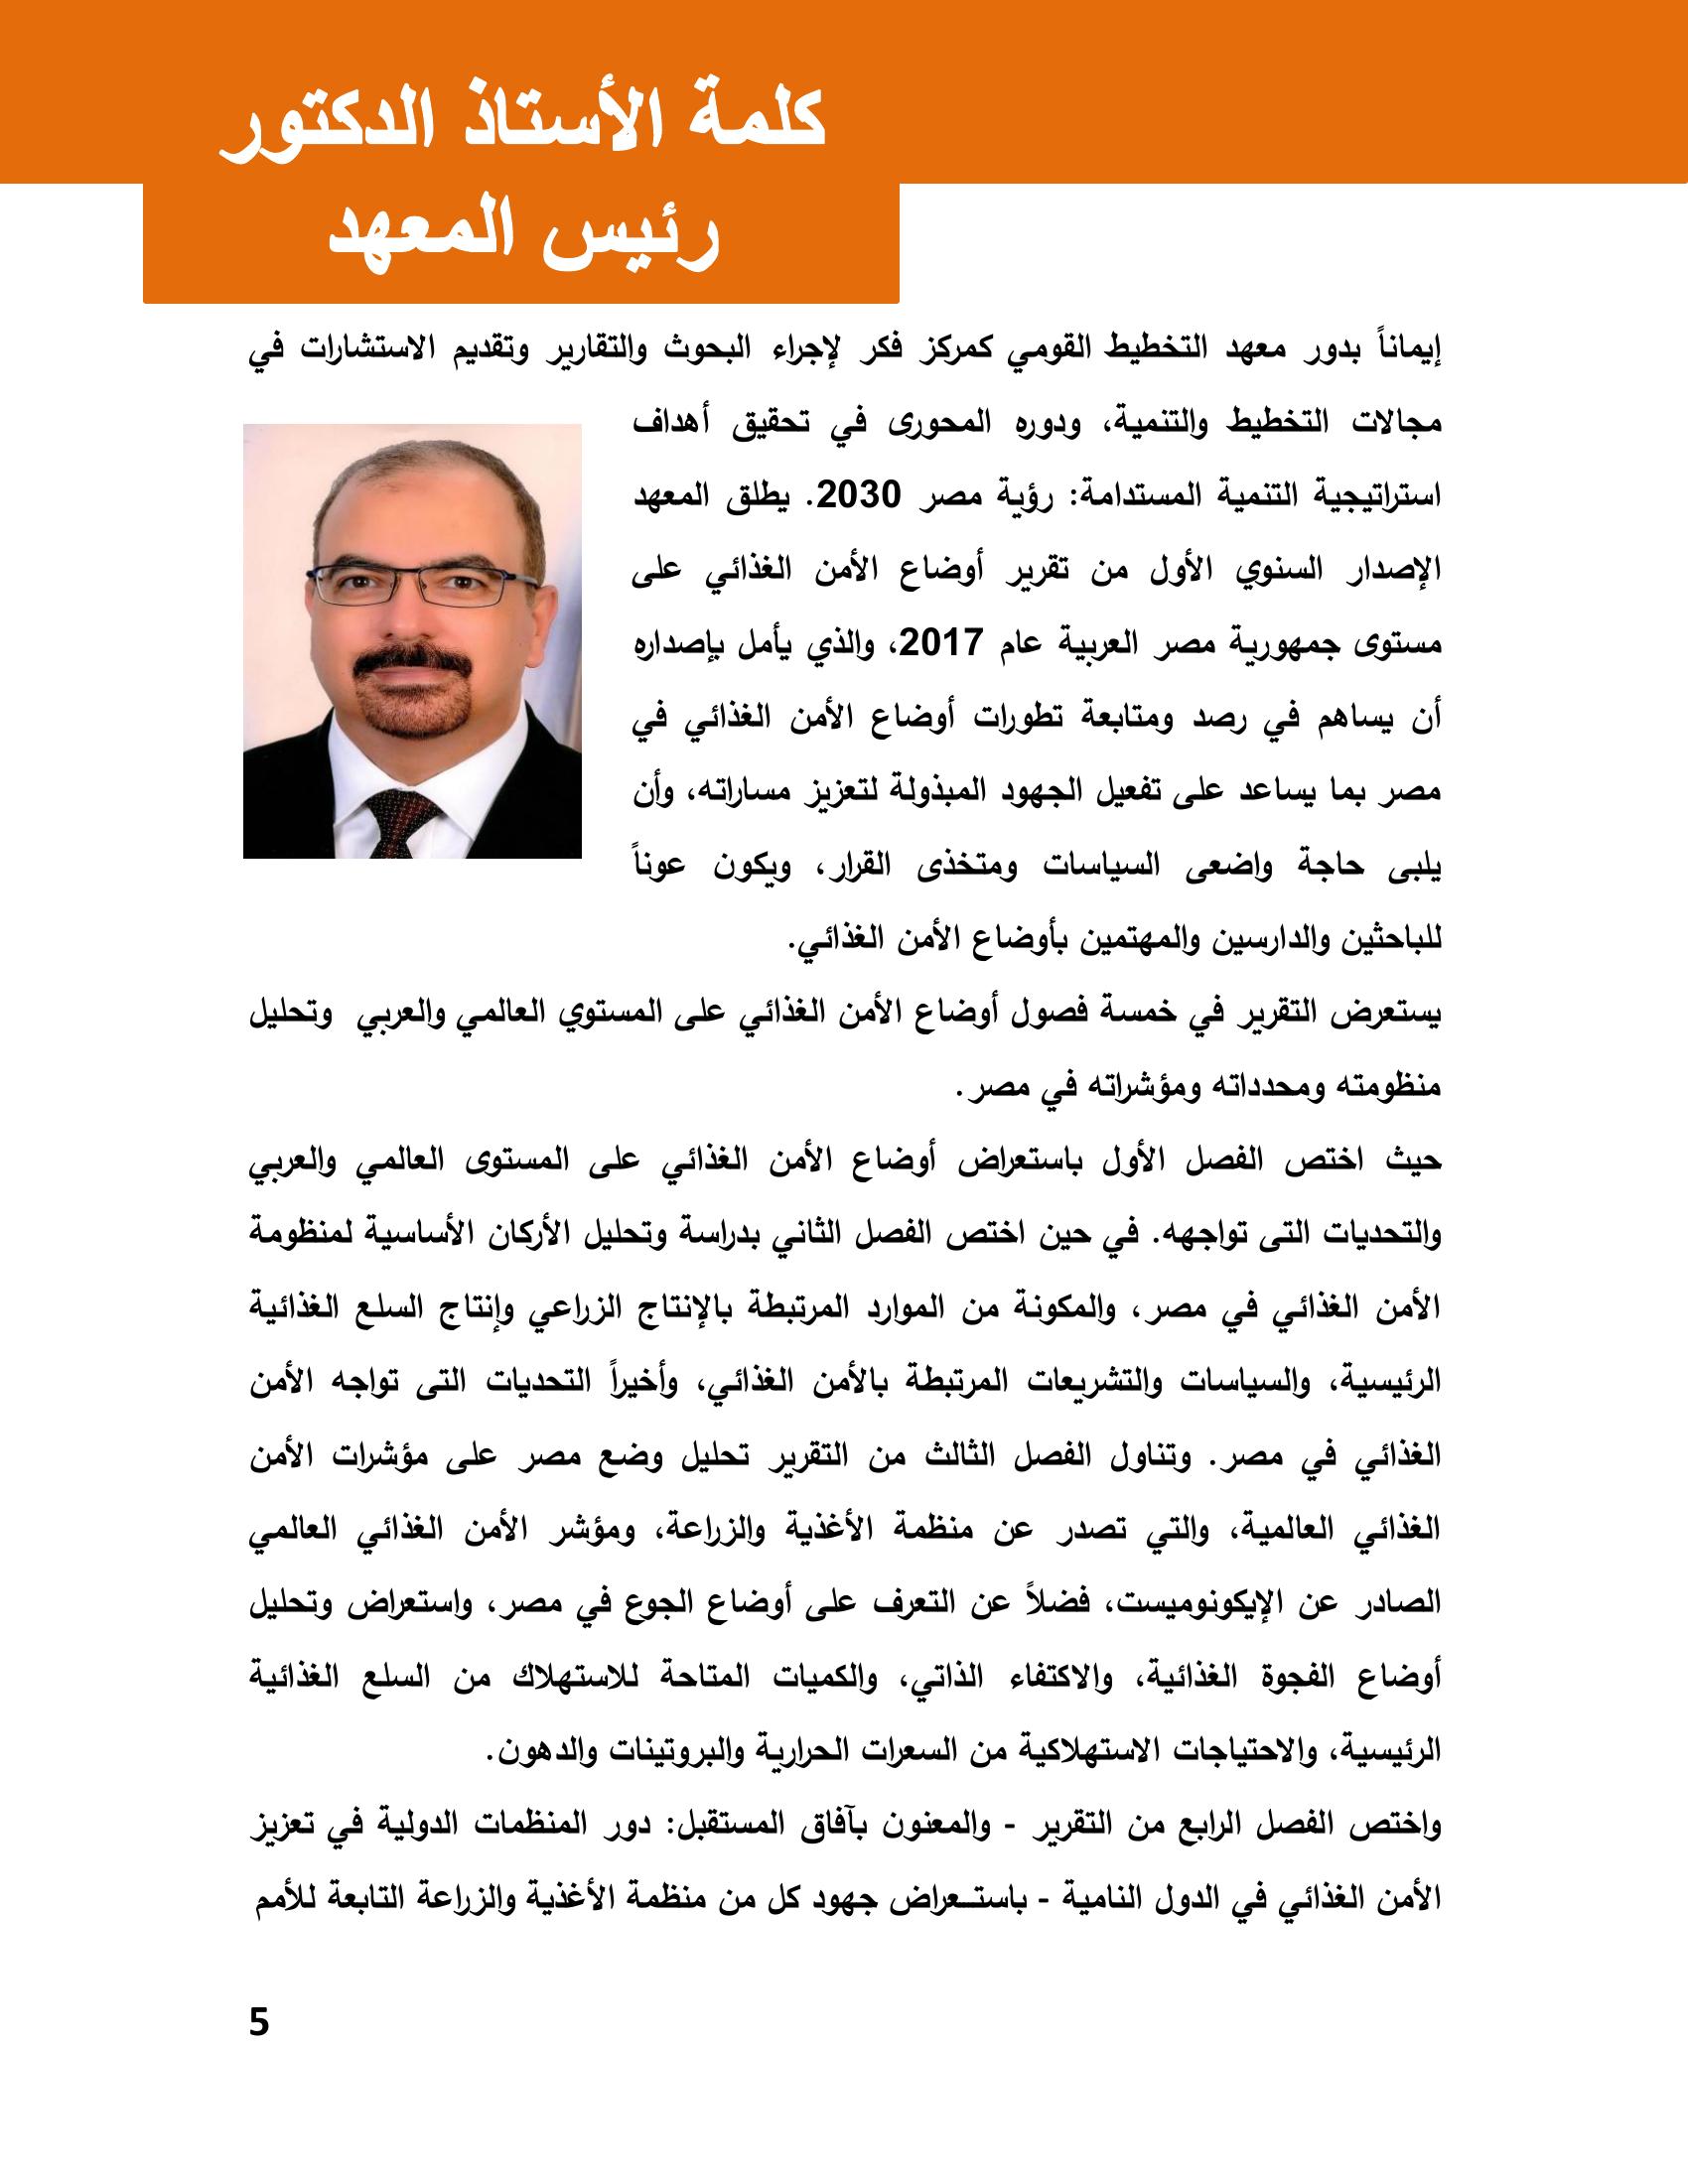 كلمة الأستاذ الدكتور
رئيس المعهد
إيماناً بدور معهد التخطيط القومي كمركز فكر لإجراء البحوث والتقارير وتقديم الاستشارات في
مجالات التخطيط والتنمية، ودوره المحورى في تحقيق أهداف
استراتيجية التنمية المستدامة: رؤية مصر 2030. يطلق المعهد
الإصدار السنوي الأول من تقرير أوضاع الأمن الغذائي على
مستوى جمهورية مصر العربية عام 2017، والذي يأمل بإصداره
أن يساهم في رصد ومتابعة تطورات أوضاع الأمن الغذائي في
مصر بما يساعد على تفعيل الجهود المبذولة لتعزيز مساراته، وأن
يلبى حاجة واضعى السياسات ومتخذى القرار، ويكون عوناً
للباحثين والدارسين والمهتمين بأوضاع الأمن الغذائي.
يستعرض التقرير في خمسة فصول أوضاع الأمن الغذائي على المستوي العالمي والعربي وتحليل
منظومته ومحدداته ومؤشراته في مصر.
حيث اختص الفصل الأول باستعراض أوضاع الأمن الغذائي على المستوى العالمي والعربي
والتحديات التى تواجهه. في حين اختص الفصل الثاني بدراسة وتحليل الأركان الأساسية لمنظومة
الأمن الغذائي في مصر، والمكونة من الموارد المرتبطة بالإنتاج الزراعي وإنتاج السلع الغذائية
الرئيسية، والسياسات والتشريعات المرتبطة بالأمن الغذائي، وأخيراً التحديات التى تواجه الأمن
الغذائي في مصر. وتناول الفصل الثالث من التقرير تحليل وضع مصر على مؤشرات الأمن
الغذائي العالمية، والتي تصدر عن منظمة الأغذية والزراعة، ومؤشر الأمن الغذائي العالمي
الصادر عن الإيكونوميست، فضلاً عن التعرف على أوضاع الجوع في مصر، واستعراض وتحليل
أوضاع الفجوة الغذائية، والاكتفاء الذاتي، والكميات المتاحة للاستهلاك من السلع الغذائية
الرئيسية، والاحتياجات الاستهلاكية من السعرات الحرارية والبروتينات والدهون.
واختص الفصل الرابع من التقرير - والمعنون بآفاق المستقبل: دور المنظمات الدولية في تعزيز
الأمن الغذائي في الدول النامية - باستـعراض جهود كل من منظمة الأغذية والزراعة التابعة للأمم
5